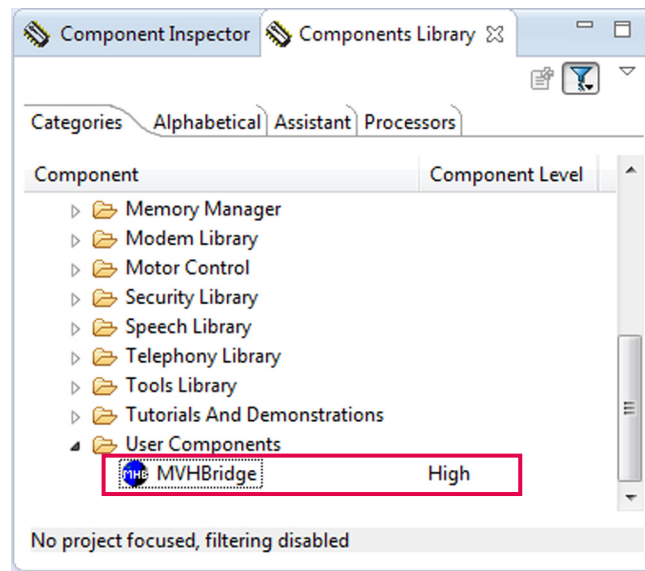 Component Inspector Components Library
Categories Alphabetical Assistant Processors
Component Component Level
Memory Manager
Modem Library
Motor Control
Security Library
Speech Library
Telephony Library
Tools Library
Tutorials And Demonstrations
User Components
MHB MVHBridge High
No project focused, filtering disabled